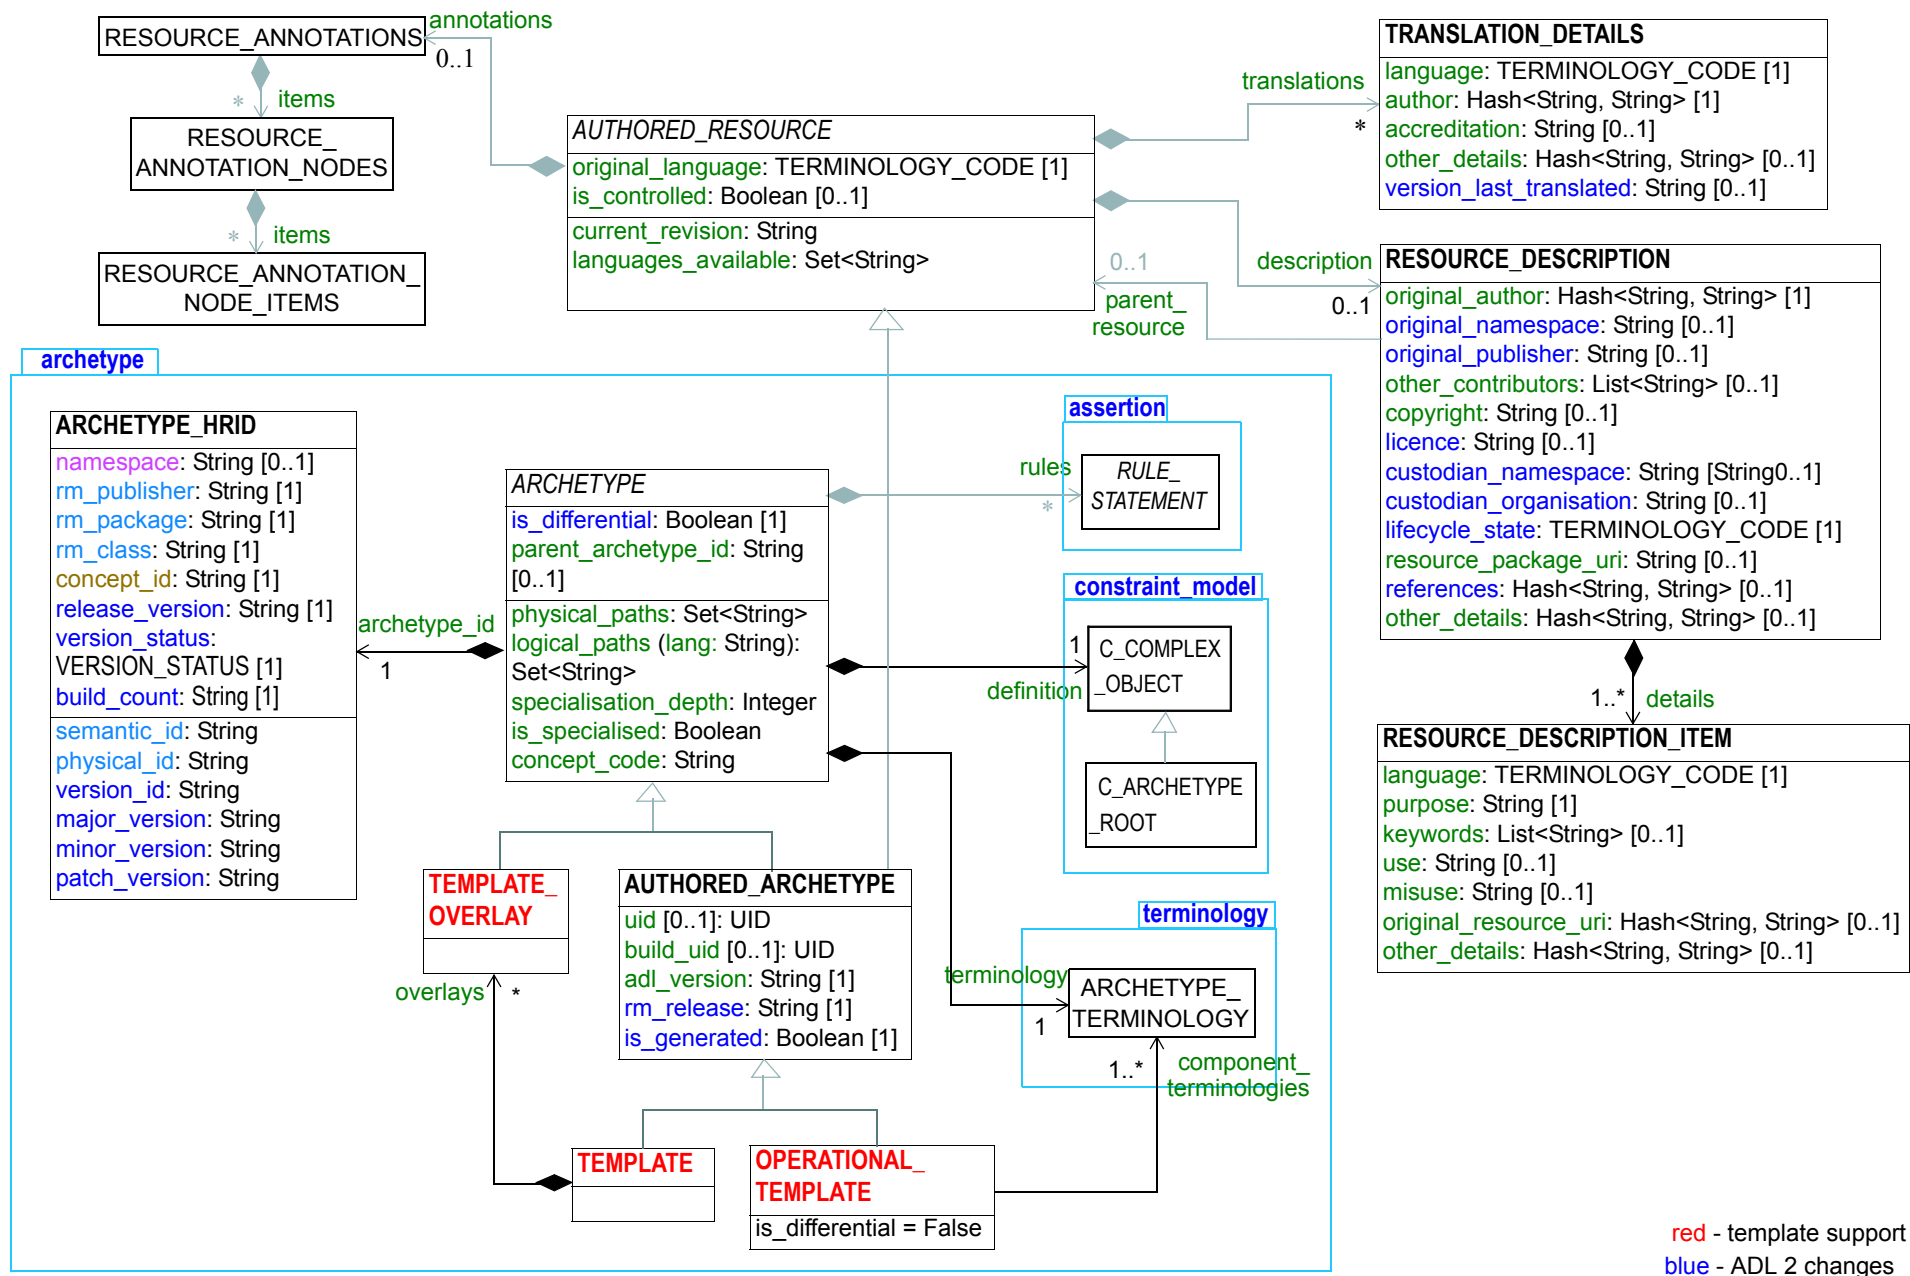 annotations
RESOURCE_ANNOTATIONS
0..1
* items
RESOURCE_
ANNOTATION_NODES
* items
RESOURCE_ANNOTATION_
NODE_ITEMS
AUTHORED_RESOURCE
original_language: TERMINOLOGY_CODE [1]
is_controlled: Boolean [0..1]
current_revision: String
languages_available: Set<String>
translations
*
TRANSLATION_DETAILS
language: TERMINOLOGY_CODE [1]
author: Hash<String, String> [1]
accreditation: String [0..1]
other_details: Hash<String, String> [0..1]
version_last_translated: String [0..1]
description
0..1
0..1
parent_
resource
RESOURCE_DESCRIPTION
original_author: Hash<String, String> [1]
original_namespace: String [0..1]
original_publisher: String [0..1]
other_contributors: List<String> [0..1]
copyright: String [0..1]
licence: String [0..1]
custodian_namespace: String [String0..1]
custodian_organisation: String [0..1]
lifecycle_state: TERMINOLOGY_CODE [1]
resource_package_uri: String [0..1]
references: Hash<String, String> [0..1]
other_details: Hash<String, String> [0..1]
1..* details
RESOURCE_DESCRIPTION_ITEM
language: TERMINOLOGY_CODE [1]
purpose: String [1]
keywords: List<String> [0..1]
use: String [0..1]
misuse: String [0..1]
original_resource_uri: Hash<String, String> [0..1]
other_details: Hash<String, String> [0..1]
archetype
ARCHETYPE_HRID
namespace: String [0..1]
rm_publisher: String [1]
rm_package: String [1]
rm_class: String [1]
concept_id: String [1]
release_version: String [1]
version_status:
VERSION_STATUS [1]
build_count: String [1]
semantic_id: String
physical_id: String
version_id: String
major_version: String
minor_version: String
patch_version: String
archetype_id
1
ARCHETYPE
is_differential: Boolean [1]
parent_archetype_id: String
[0..1]
physical_paths: Set<String>
logical_paths (lang: String):
Set<String>
specialisation_depth: Integer
is_specialised: Boolean
concept_code: String
assertion
rules
*
RULE_
STATEMENT
constraint_model
1
definition
C_COMPLEX
_OBJECT
C_ARCHETYPE
_ROOT
TEMPLATE_
OVERLAY
overlays *
AUTHORED_ARCHETYPE
uid [0..1]: UID
build_uid [0..1]: UID
adl_version: String [1]
rm_release: String [1]
is_generated: Boolean [1]
terminology
terminology
1
ARCHETYPE_
TERMINOLOGY
1..*
component_
terminologies
TEMPLATE
OPERATIONAL_
TEMPLATE
is_differential = False
red - template support
blue - ADL 2 changes